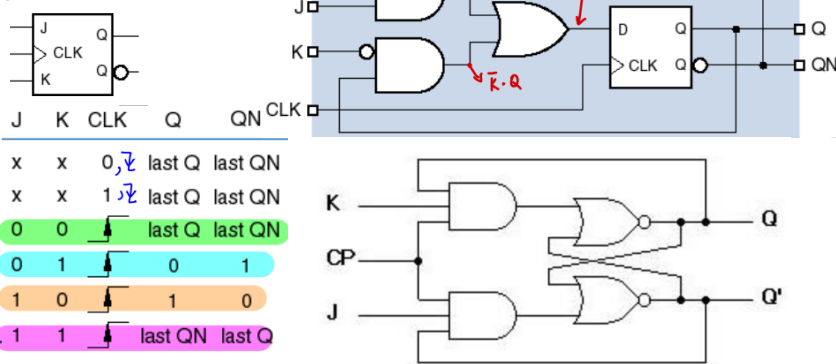 J Q
CLK
K Q
J K CLK Q QN
x x 0,↓ last Q last QN
x x 1,↓ last Q last QN
0 0 last Q last QN
0 1 0 1
1 0 1 0
1 1 last QN last Q
J
K
K̅·Q
CLK
D Q
CLK Q
Q
QN
K
CP
J
Q
Q'